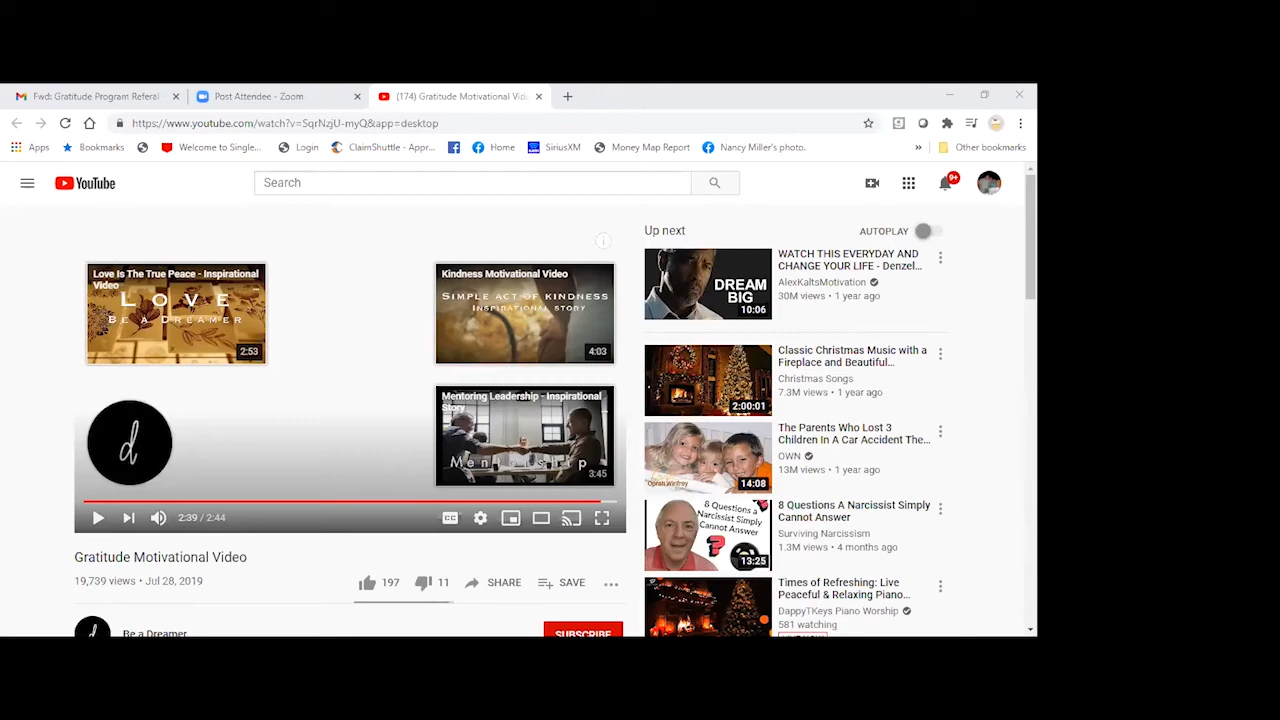 Fwd: Gratitude Program Referal
Post Attendee - Zoom
(174) Gratitude Motivational Vide
https://www.youtube.com/watch?v=SqrNzjU-myQ&app=desktop
Apps
Bookmarks
Welcome to Single...
Login
ClaimShuttle - Appr...
Home
SiriusXM
Money Map Report
Nancy Miller's photo.
»
Other bookmarks
YouTube
Search
9+
Love Is The True Peace - Inspirational
Video
LOVE
BE A DREAMER
2:53
Kindness Motivational Video
SIMPLE ACT OF KINDNESS
INSPIRATIONAL STORY
4:03
Mentoring Leadership - Inspirational
Story
Mentorship
3:45
d
2:39 / 2:44
CC
Gratitude Motivational Video
19,739 views • Jul 28, 2019
197
11
SHARE
SAVE
d
Be a Dreamer
SUBSCRIBE
Up next
AUTOPLAY
DREAM
BIG
10:06
WATCH THIS EVERYDAY AND
CHANGE YOUR LIFE - Denzel...
AlexKaltsMotivation
30M views • 1 year ago
2:00:01
Classic Christmas Music with a
Fireplace and Beautiful...
Christmas Songs
7.3M views • 1 year ago
Oprah Winfrey
14:08
The Parents Who Lost 3
Children In A Car Accident The...
OWN
13M views • 1 year ago
8 Questions a
Narcissist Simply
Cannot Answer
13:25
8 Questions A Narcissist Simply
Cannot Answer
Surviving Narcissism
1.3M views • 4 months ago
Times of Refreshing: Live
Peaceful & Relaxing Piano...
DappyTKeys Piano Worship
581 watching